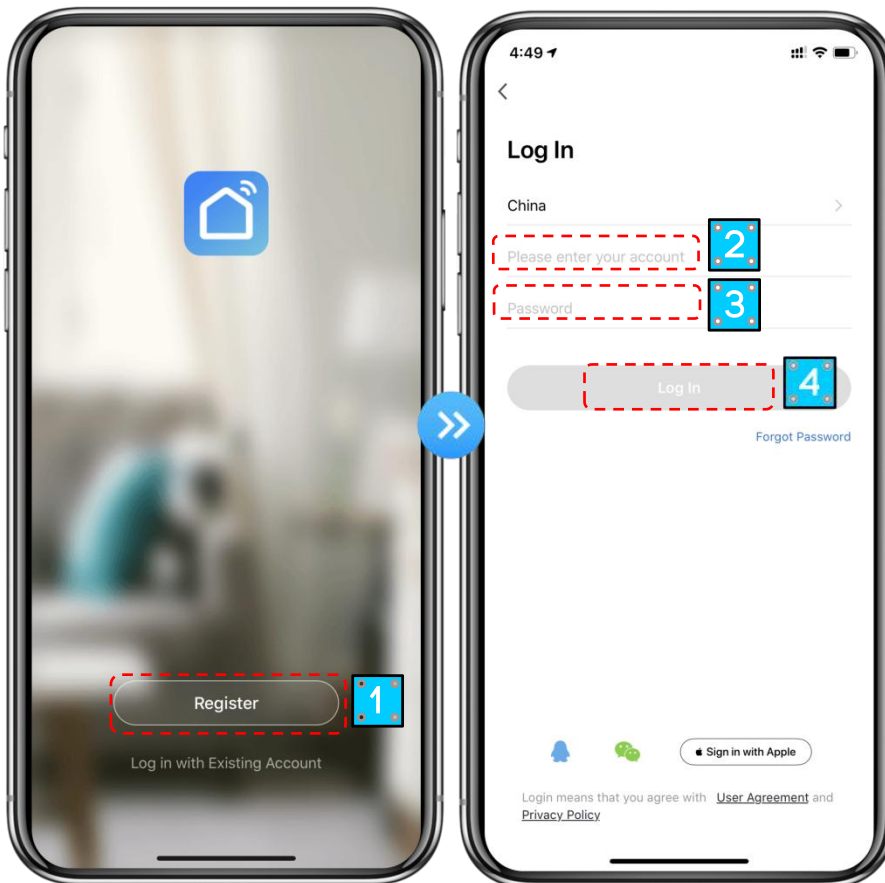 Register
1
Log in with Existing Account
4:49
Log In
China
Please enter your account
2
Password
3
Log In
4
Forgot Password
Sign in with Apple
Login means that you agree with User Agreement and
Privacy Policy